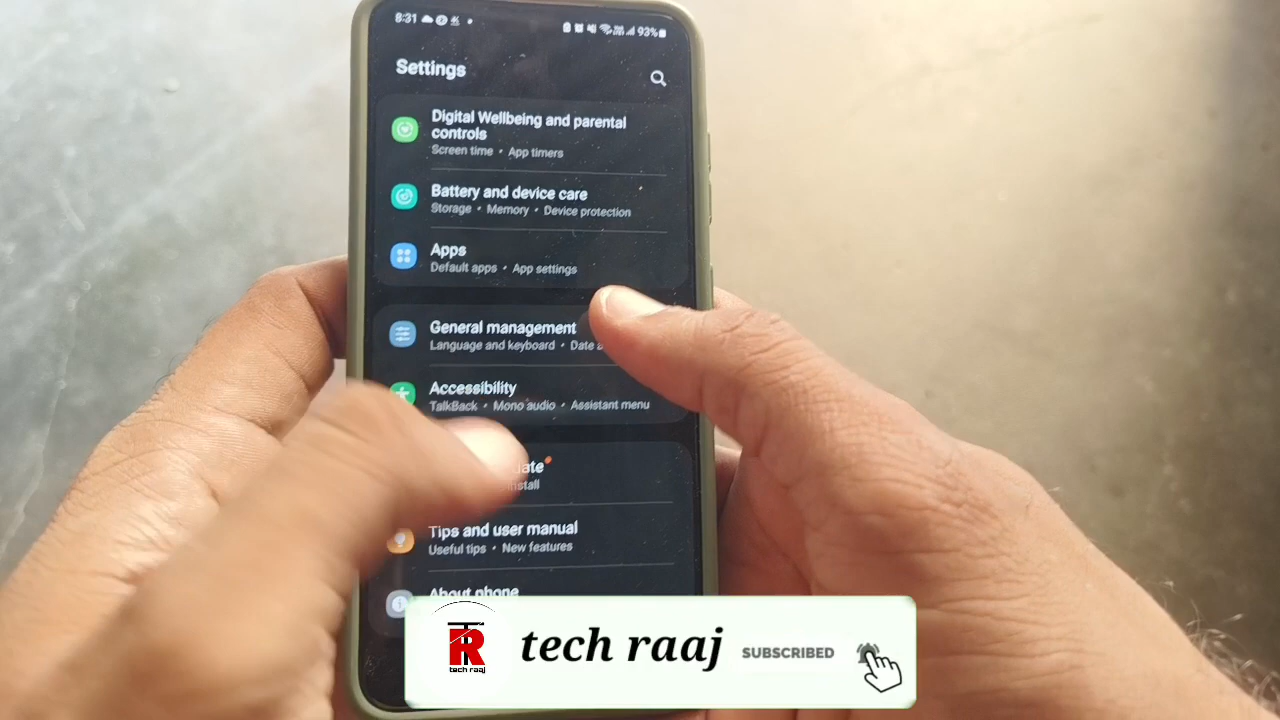 8:31
93%
Settings
Digital Wellbeing and parental
controls
Screen time • App timers
Battery and device care
Storage • Memory • Device protection
Apps
Default apps • App settings
General management
Language and keyboard • Date
Accessibility
TalkBack • Mono audio • Assistant menu
Tips and user manual
Useful tips • New features
About phone
R
tech raaj
tech raaj
SUBSCRIBED